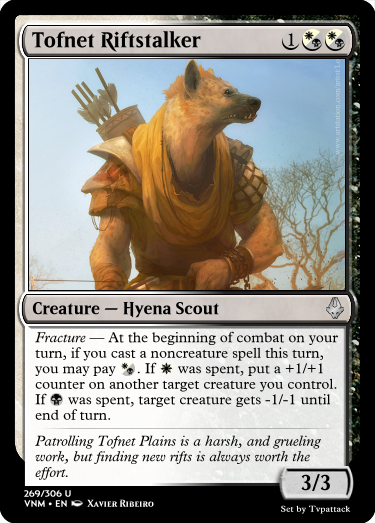 Tofnet Riftstalker 1
Creature — Hyena Scout
Fracture — At the beginning of combat on
your turn, if you cast a noncreature spell this turn,
you may pay . If was spent, put a +1/+1
counter on another target creature you control.
If was spent, target creature gets -1/-1 until
end of turn.
Patrolling Tofnet Plains is a harsh, and grueling
work, but finding new rifts is always worth the
effort.
3/3
269/306 U
VNM • EN Xavier Ribeiro
Set by Tvpattack